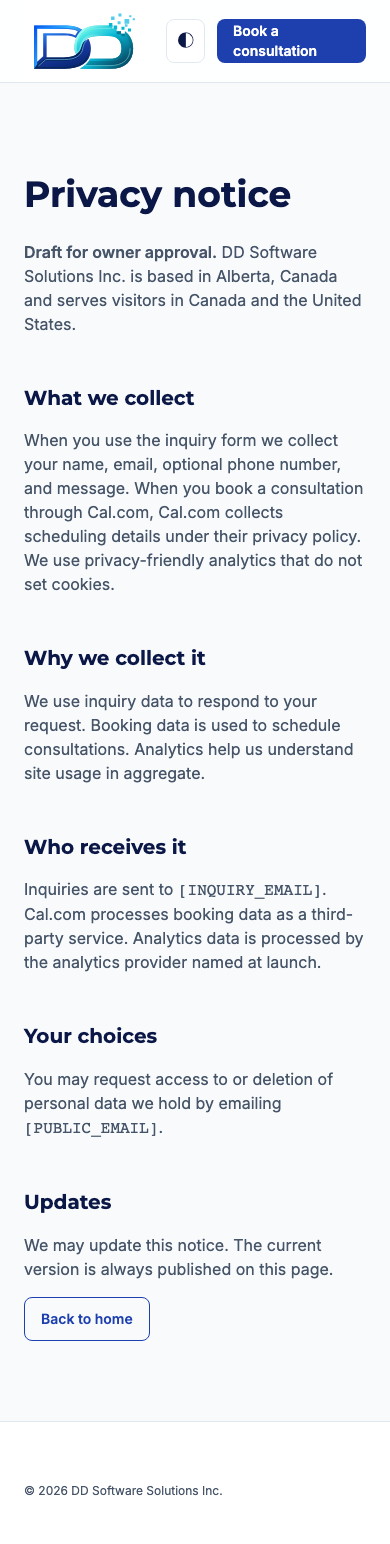 DD
Book a
consultation
Privacy notice
Draft for owner approval. DD Software
Solutions Inc. is based in Alberta, Canada
and serves visitors in Canada and the United
States.
What we collect
When you use the inquiry form we collect
your name, email, optional phone number,
and message. When you book a consultation
through Cal.com, Cal.com collects
scheduling details under their privacy policy.
We use privacy-friendly analytics that do not
set cookies.
Why we collect it
We use inquiry data to respond to your
request. Booking data is used to schedule
consultations. Analytics help us understand
site usage in aggregate.
Who receives it
Inquiries are sent to [INQUIRY_EMAIL].
Cal.com processes booking data as a third-
party service. Analytics data is processed by
the analytics provider named at launch.
Your choices
You may request access to or deletion of
personal data we hold by emailing
[PUBLIC_EMAIL].
Updates
We may update this notice. The current
version is always published on this page.
Back to home
© 2026 DD Software Solutions Inc.